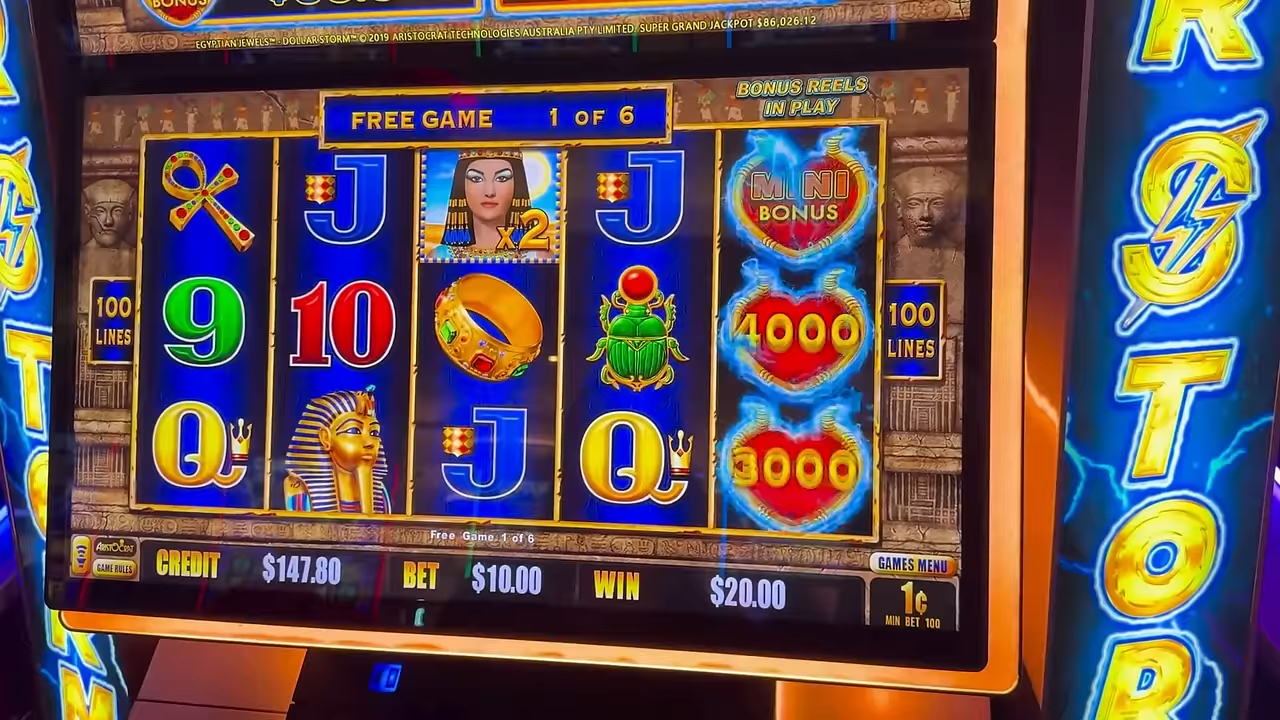 BONUS
EGYPTIAN JEWELS™ - DOLLAR STORM™ © 2019 ARISTOCRAT TECHNOLOGIES AUSTRALIA PTY LIMITED/ SUPER GRAND JACKPOT $86,026.12
BONUS REELS
IN PLAY
FREE GAME 1 OF 6
J
J
MINI
BONUS
x2
100
LINES
9
10
4000
100
LINES
Q
J
Q
3000
Free Game 1 of 6
ARISTOCRAT
GAME RULES
CREDIT $147.80
BET $10.00
WIN $20.00
GAMES MENU
1¢
MIN BET 100
R
STOR
R
S
TORM